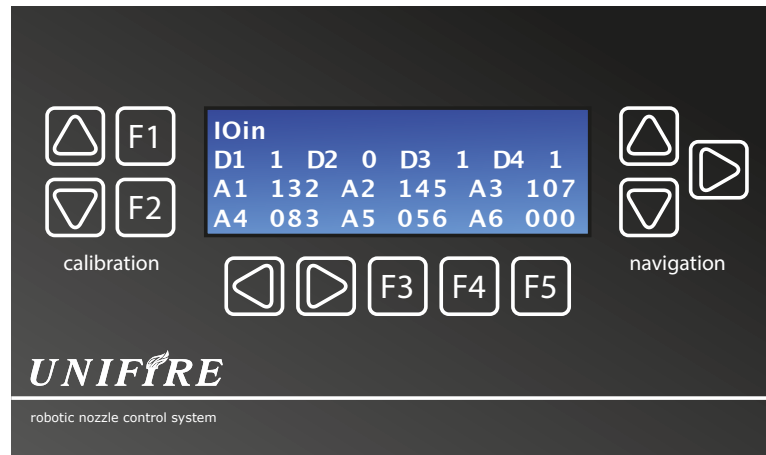 IOin
D1 1 D2 0 D3 1 D4 1
A1 132 A2 145 A3 107
A4 083 A5 056 A6 000
F1
F2
calibration
F3 F4 F5
navigation
UNIFIRE
robotic nozzle control system